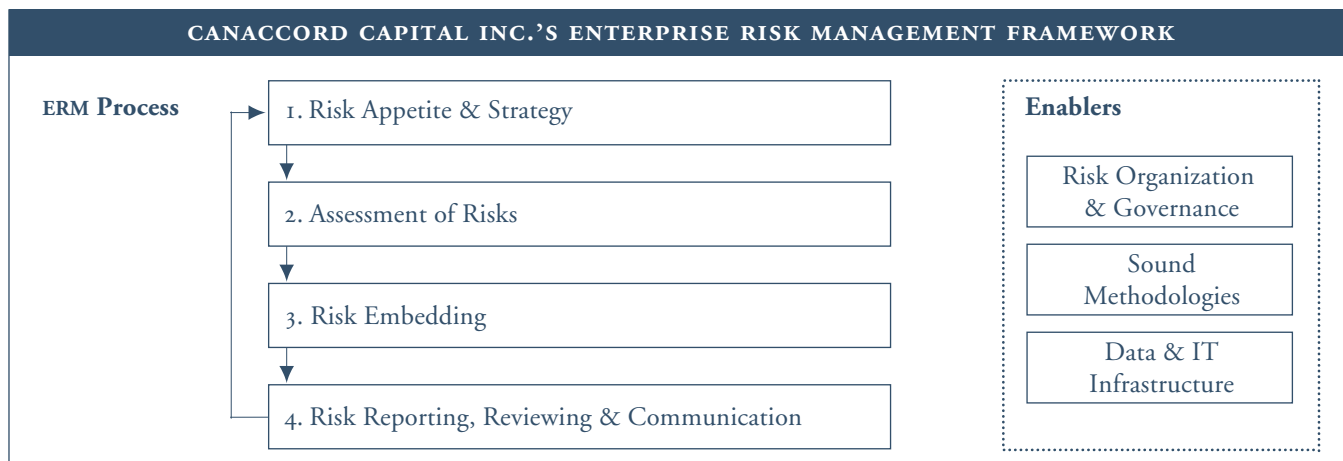 CANACCORD CAPITAL INC.’S ENTERPRISE RISK MANAGEMENT FRAMEWORK
ERM Process
1. Risk Appetite & Strategy
2. Assessment of Risks
3. Risk Embedding
4. Risk Reporting, Reviewing & Communication
Enablers
Risk Organization
& Governance
Sound
Methodologies
Data & IT
Infrastructure